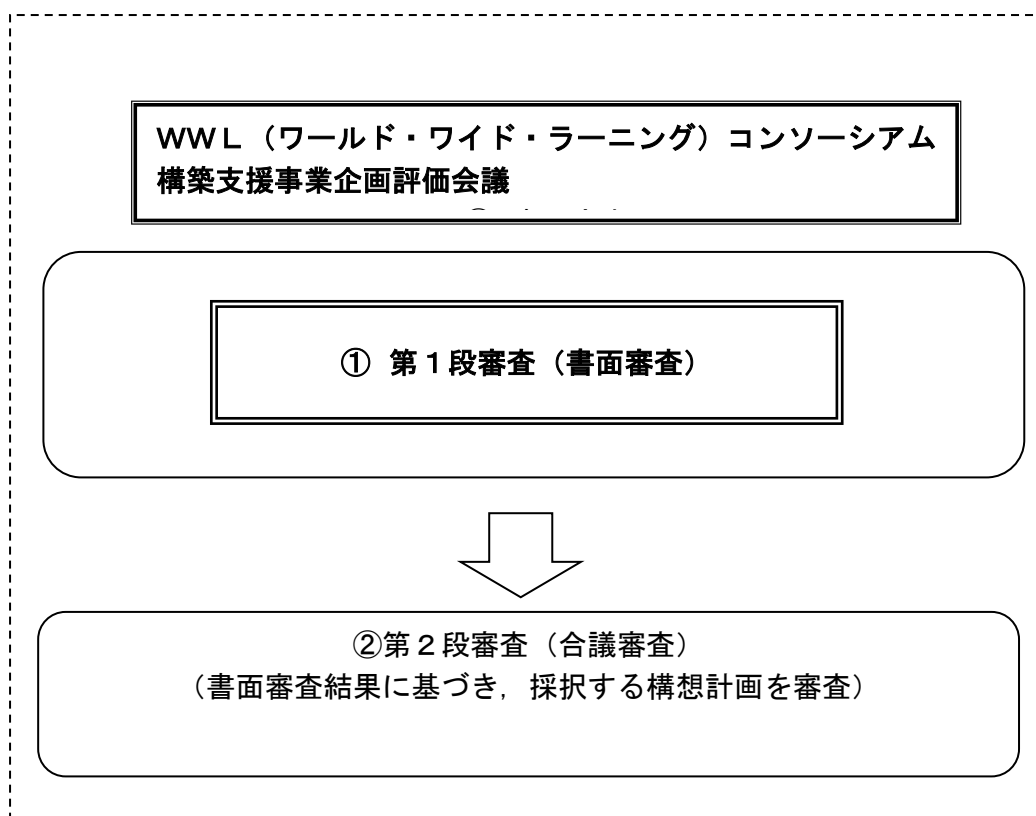 ＷＷＬ（ワールド・ワイド・ラーニング）コンソーシアム
構築支援事業企画評価会議
① 第１段審査（書面審査）
②第２段審査（合議審査）
（書面審査結果に基づき，採択する構想計画を審査）